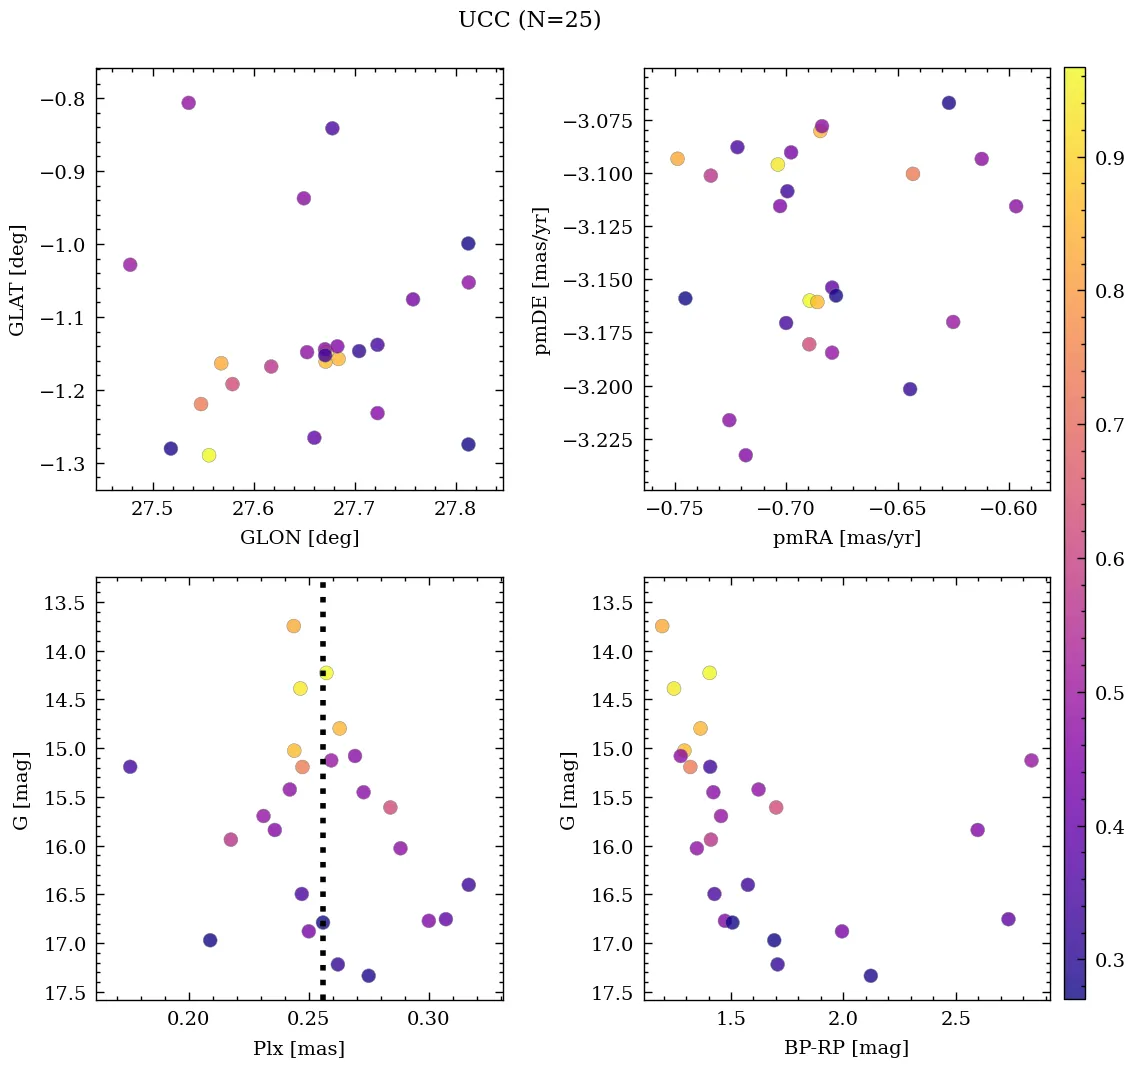 UCC (N=25)
−0.8
−0.9
−1.0
−1.1
−1.2
−1.3
GLAT [deg]
27.5 27.6 27.7 27.8
GLON [deg]
−3.075
−3.100
−3.125
−3.150
−3.175
−3.200
−3.225
pmDE [mas/yr]
−0.75 −0.70 −0.65 −0.60
pmRA [mas/yr]
0.9
0.8
0.7
0.6
0.5
0.4
0.3
13.5
14.0
14.5
15.0
15.5
16.0
16.5
17.0
17.5
G [mag]
0.20 0.25 0.30
Plx [mas]
13.5
14.0
14.5
15.0
15.5
16.0
16.5
17.0
17.5
G [mag]
1.5 2.0 2.5
BP-RP [mag]